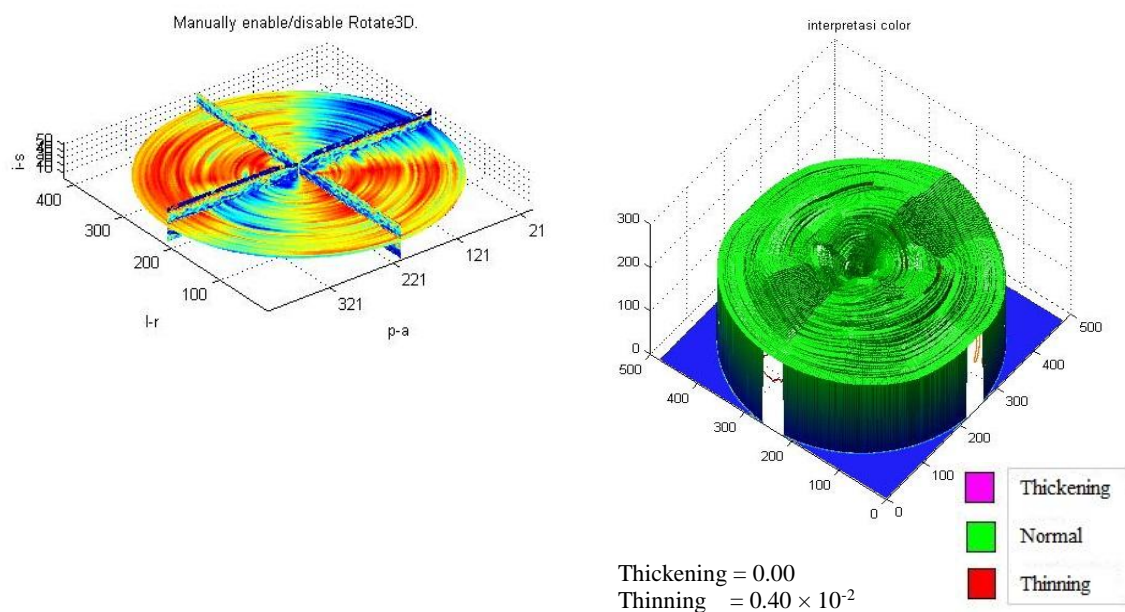 Manually enable/disable Rotate3D.
i-s
50
400
300
200
100
l-r
321
221
121
21
p-a
interpretasi color
300
200
100
0
500
400
300
200
100
0
0
100
200
300
400
500
Thickening
Normal
Thinning
Thickening = 0.00
Thinning = 0.40 × 10⁻²